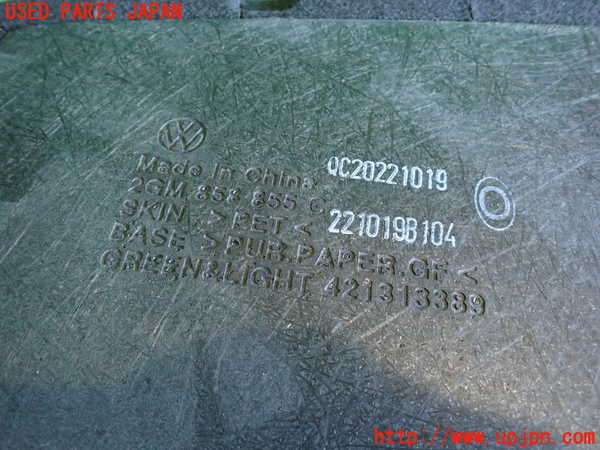 USED PARTS JAPAN
Made in China QC20221019
2GM.858.855 C
SKIN > PET < 221019B104
BASE > PUR.PAPER.GF <
GREEN&LIGHT 421313389
http://www.upjpn.com/